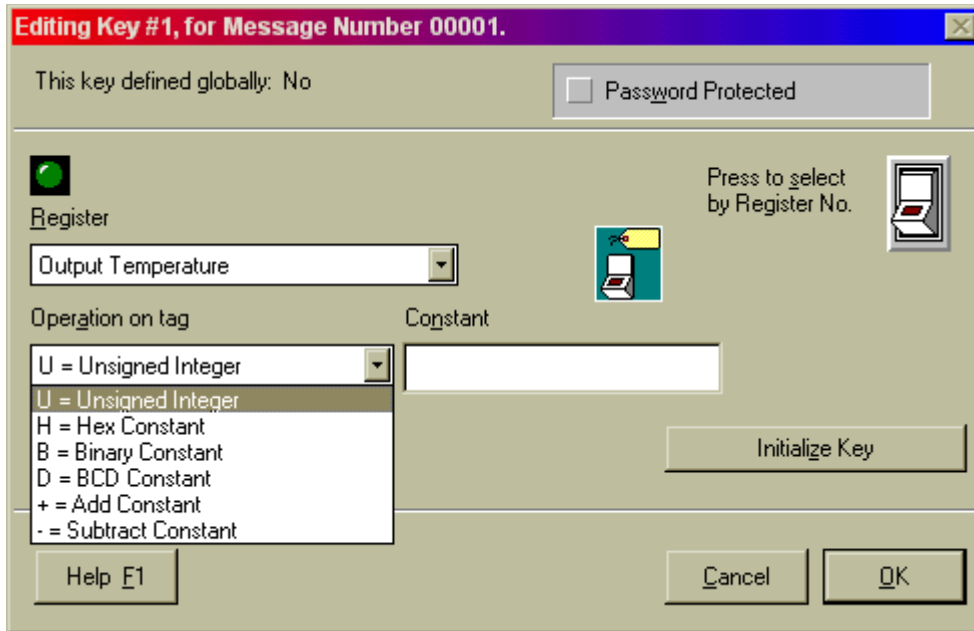 Editing Key #1, for Message Number 00001.
This key defined globally: No
Password Protected
Press to select
by Register No.
Register
Output Temperature
Operation on tag
Constant
U = Unsigned Integer
U = Unsigned Integer
H = Hex Constant
B = Binary Constant
D = BCD Constant
+ = Add Constant
- = Subtract Constant
Initialize Key
Help F1
Cancel
OK